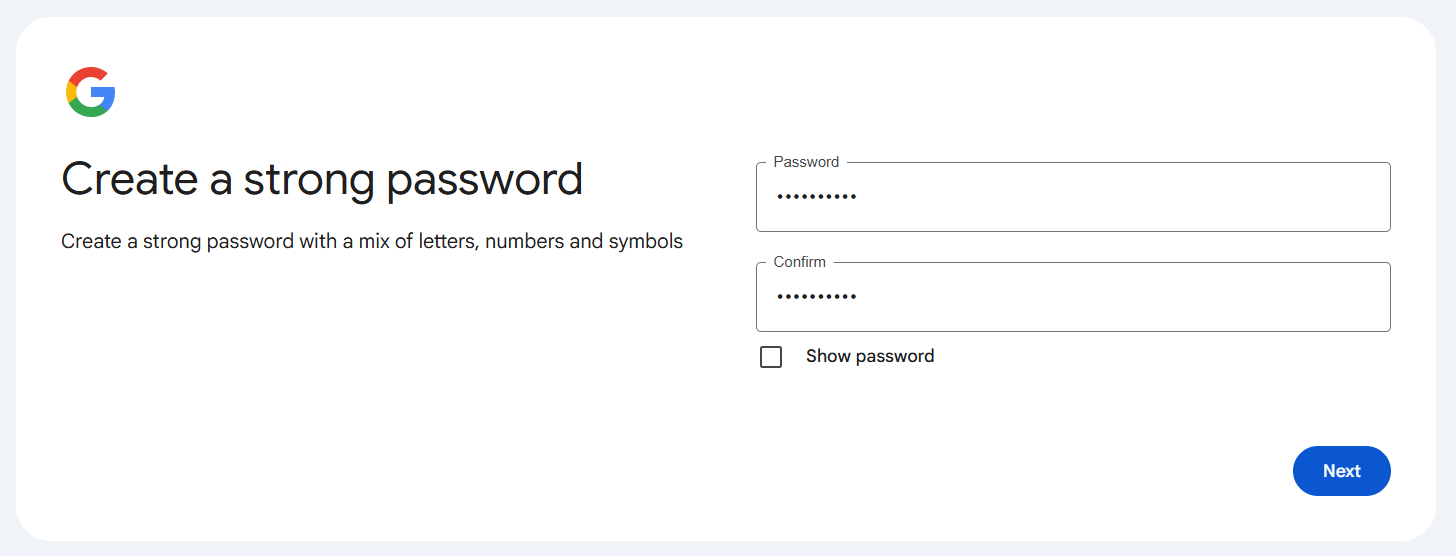 Create a strong password
Create a strong password with a mix of letters, numbers and symbols
Password
••••••••••
Confirm
••••••••••
Show password
Next